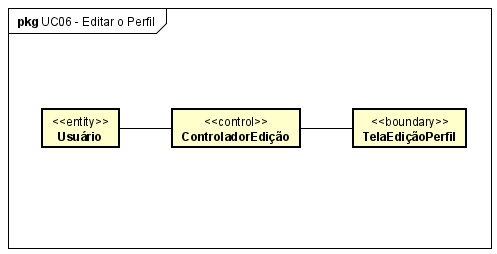 pkg UC06 - Editar o Perfil
<<entity>>
Usuário
<<control>>
ControladorEdição
<<boundary>>
TelaEdiçãoPerfil